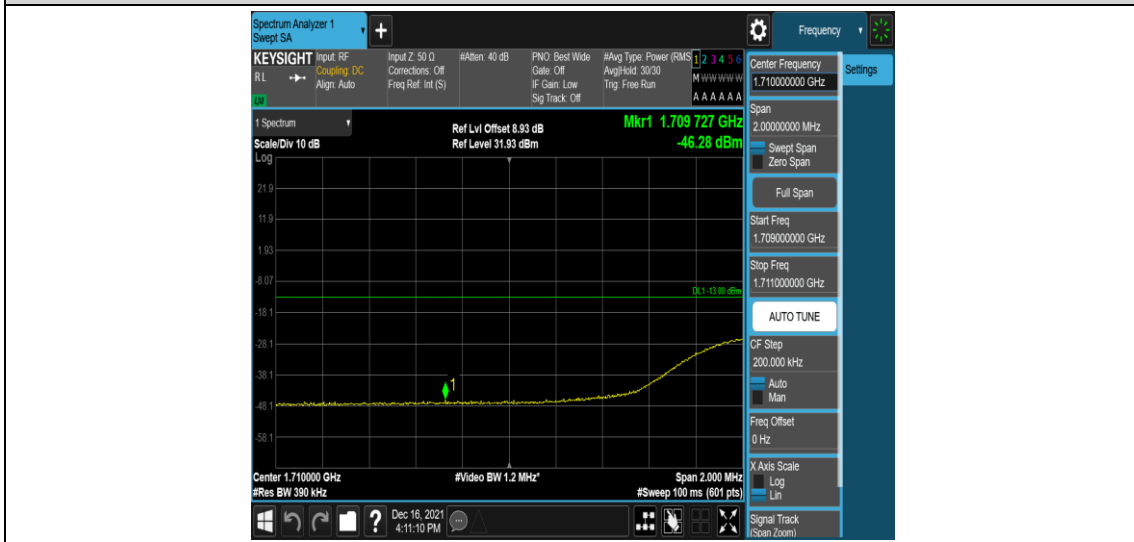 Spectrum Analyzer 1
Swept SA
+
Frequency
KEYSIGHT
RL
LXI
Input: RF
Coupling: DC
Align: Auto
Input Z: 50 Ω
Corrections: Off
Freq Ref: Int (S)
#Atten: 40 dB
PNO: Best Wide
Gate: Off
IF Gain: Low
Sig Track: Off
#Avg Type: Power (RMS
Avg|Hold: 30/30
Trig: Free Run
1 2 3 4 5 6
M W W W W W
A A A A A A
1 Spectrum
Scale/Div 10 dB
Log
Ref Lvl Offset 8.93 dB
Ref Level 31.93 dBm
Mkr1 1.709 727 GHz
-46.28 dBm
21.9
11.9
1.93
-8.07
DL1 -13.00 dBm
-18.1
-28.1
-38.1
1
-48.1
-58.1
Center 1.710000 GHz
#Res BW 390 kHz
#Video BW 1.2 MHz*
Span 2.000 MHz
#Sweep 100 ms (601 pts)
?
Dec 16, 2021
4:11:10 PM
Center Frequency
1.710000000 GHz
Settings
Span
2.00000000 MHz
Swept Span
Zero Span
Full Span
Start Freq
1.709000000 GHz
Stop Freq
1.711000000 GHz
AUTO TUNE
CF Step
200.000 kHz
Auto
Man
Freq Offset
0 Hz
X Axis Scale
Log
Lin
Signal Track
(Span Zoom)